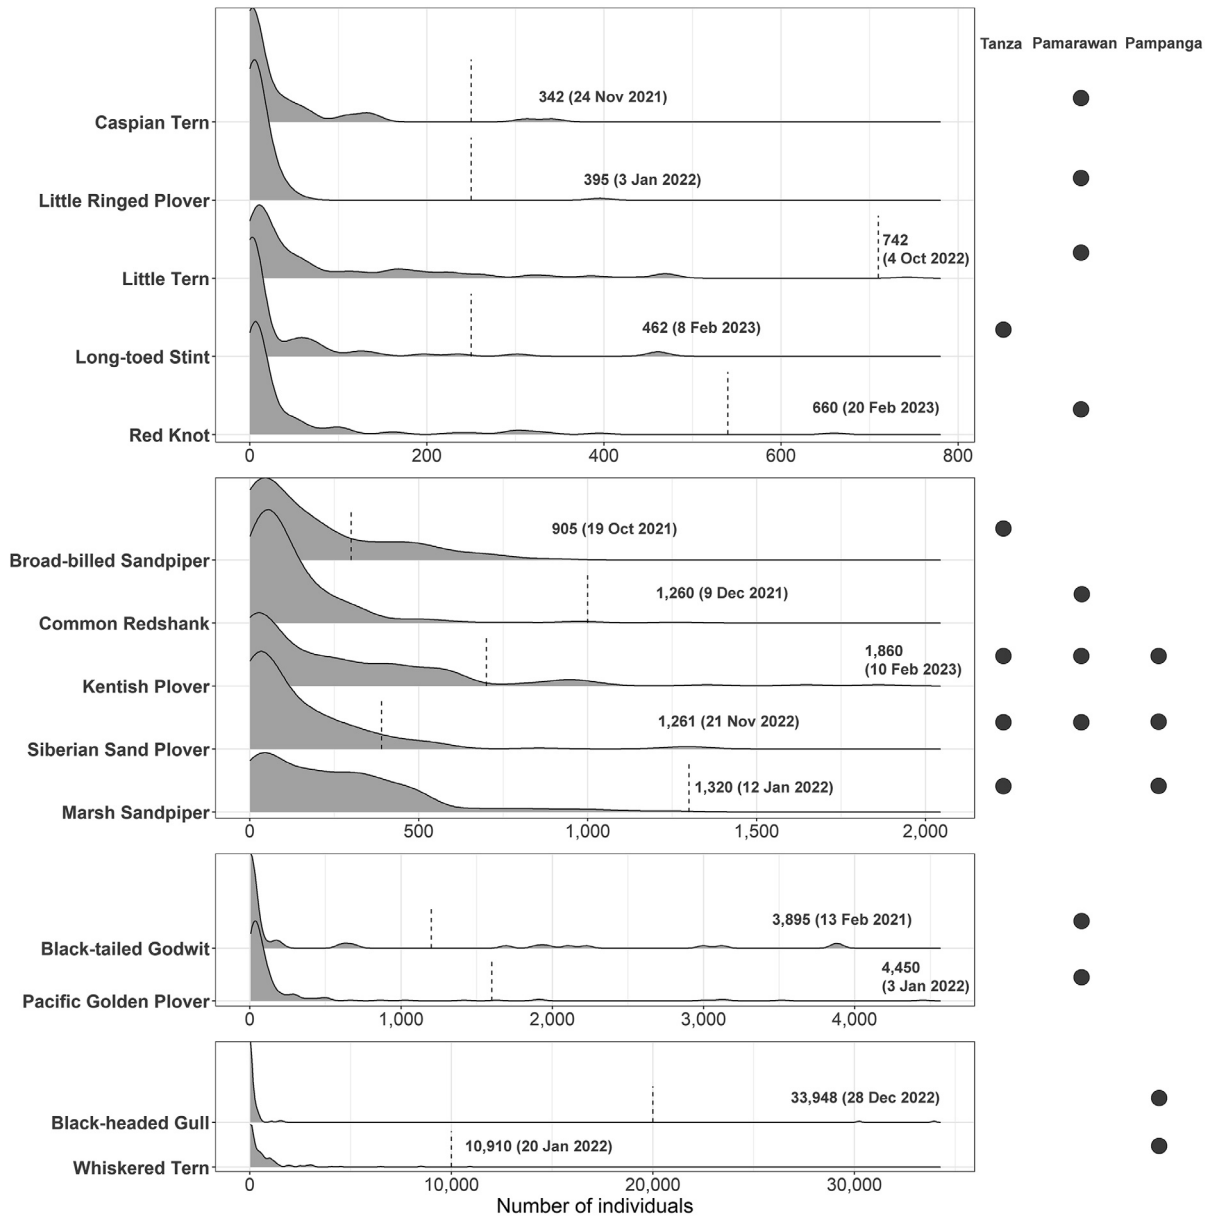 Tanza Pamarawan Pampanga
342 (24 Nov 2021)
Caspian Tern
395 (3 Jan 2022)
Little Ringed Plover
742
(4 Oct 2022)
Little Tern
462 (8 Feb 2023)
Long-toed Stint
660 (20 Feb 2023)
Red Knot
0 200 400 600 800
905 (19 Oct 2021)
Broad-billed Sandpiper
1,260 (9 Dec 2021)
Common Redshank
1,860
(10 Feb 2023)
Kentish Plover
1,261 (21 Nov 2022)
Siberian Sand Plover
1,320 (12 Jan 2022)
Marsh Sandpiper
0 500 1,000 1,500 2,000
3,895 (13 Feb 2021)
Black-tailed Godwit
4,450
(3 Jan 2022)
Pacific Golden Plover
0 1,000 2,000 3,000 4,000
33,948 (28 Dec 2022)
Black-headed Gull
10,910 (20 Jan 2022)
Whiskered Tern
0 10,000 20,000 30,000
Number of individuals